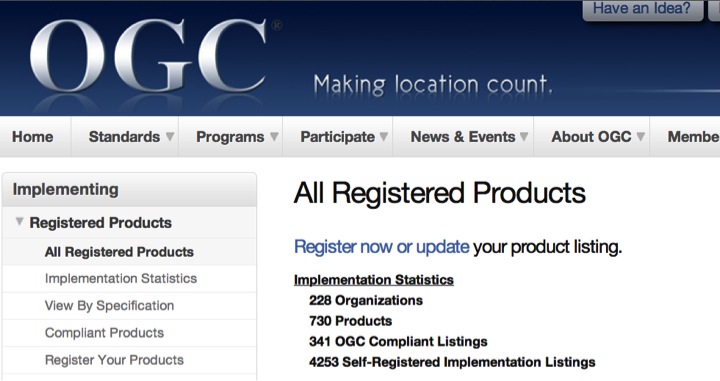 Have an Idea?
OGC®
Making location count.
Home Standards Programs Participate News & Events About OGC Membe
Implementing
Registered Products
All Registered Products
Implementation Statistics
View By Specification
Compliant Products
Register Your Products
All Registered Products
Register now or update your product listing.
Implementation Statistics
228 Organizations
730 Products
341 OGC Compliant Listings
4253 Self-Registered Implementation Listings